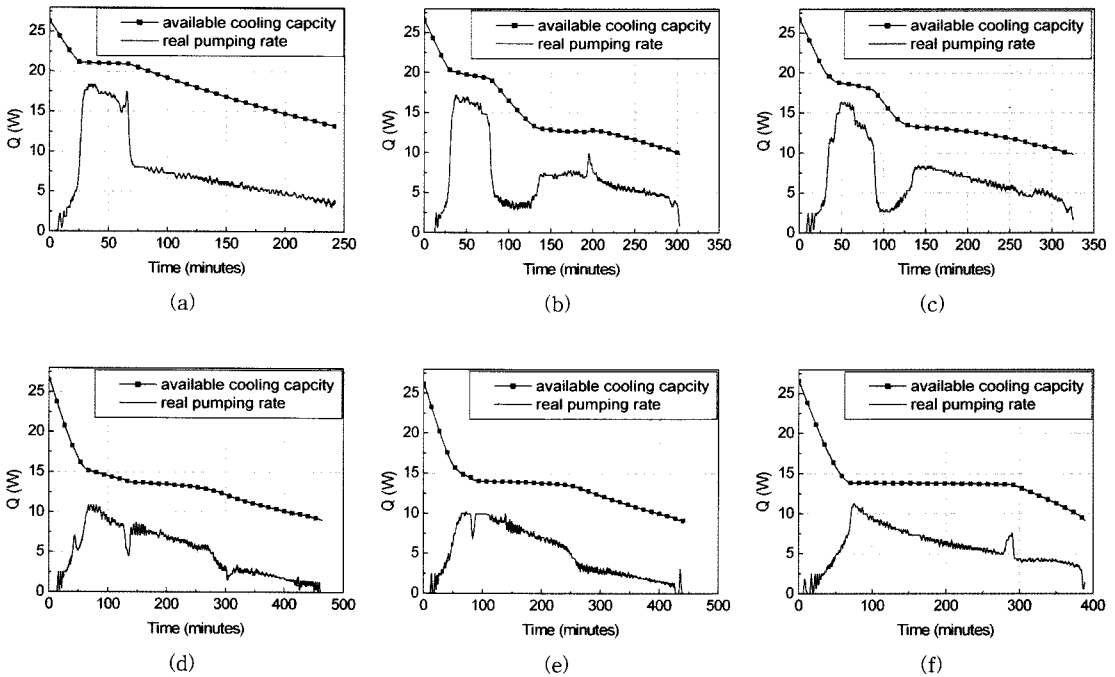 available cooling capcity
real pumping rate
25
20
15
10
5
0
Q (W)
0 50 100 150 200 250
Time (minutes)
(a)
available cooling capcity
real pumping rate
25
20
15
10
5
0
Q (W)
0 50 100 150 200 250 300 350
Time (minutes)
(b)
available cooling capcity
real pumping rate
25
20
15
10
5
0
Q (W)
0 50 100 150 200 250 300 350
Time (minutes)
(c)
available cooling capcity
real pumping rate
25
20
15
10
5
0
Q (W)
0 100 200 300 400 500
Time (minutes)
(d)
available cooling capcity
real pumping rate
25
20
15
10
5
0
Q (W)
0 100 200 300 400 500
Time (minutes)
(e)
available cooling capcity
real pumping rate
25
20
15
10
5
0
Q (W)
0 100 200 300 400
Time (minutes)
(f)